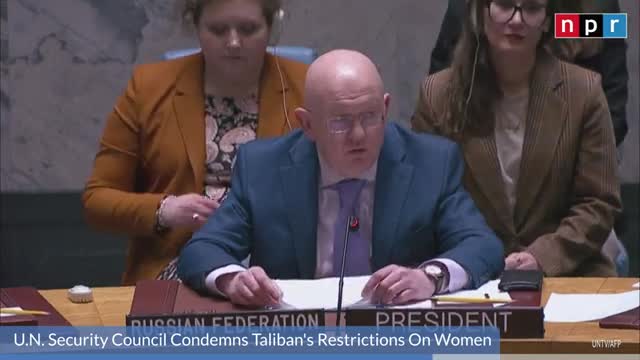 npr
RUSSIAN FEDERATION PRESIDENT
U.N. Security Council Condemns Taliban's Restrictions On Women
UNTV/AFP